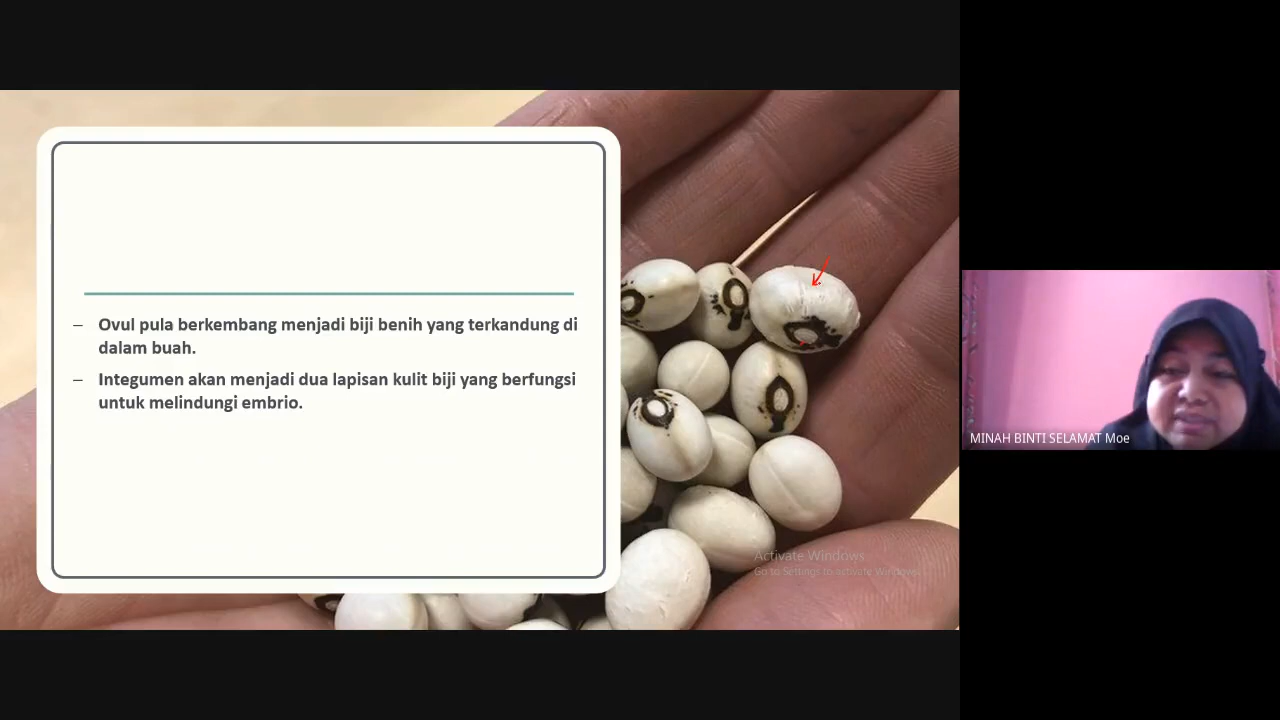 – Ovul pula berkembang menjadi biji benih yang terkandung di
dalam buah.
– Integumen akan menjadi dua lapisan kulit biji yang berfungsi
untuk melindungi embrio.
Activate Windows
Go to Settings to activate Windows.
MINAH BINTI SELAMAT Moe